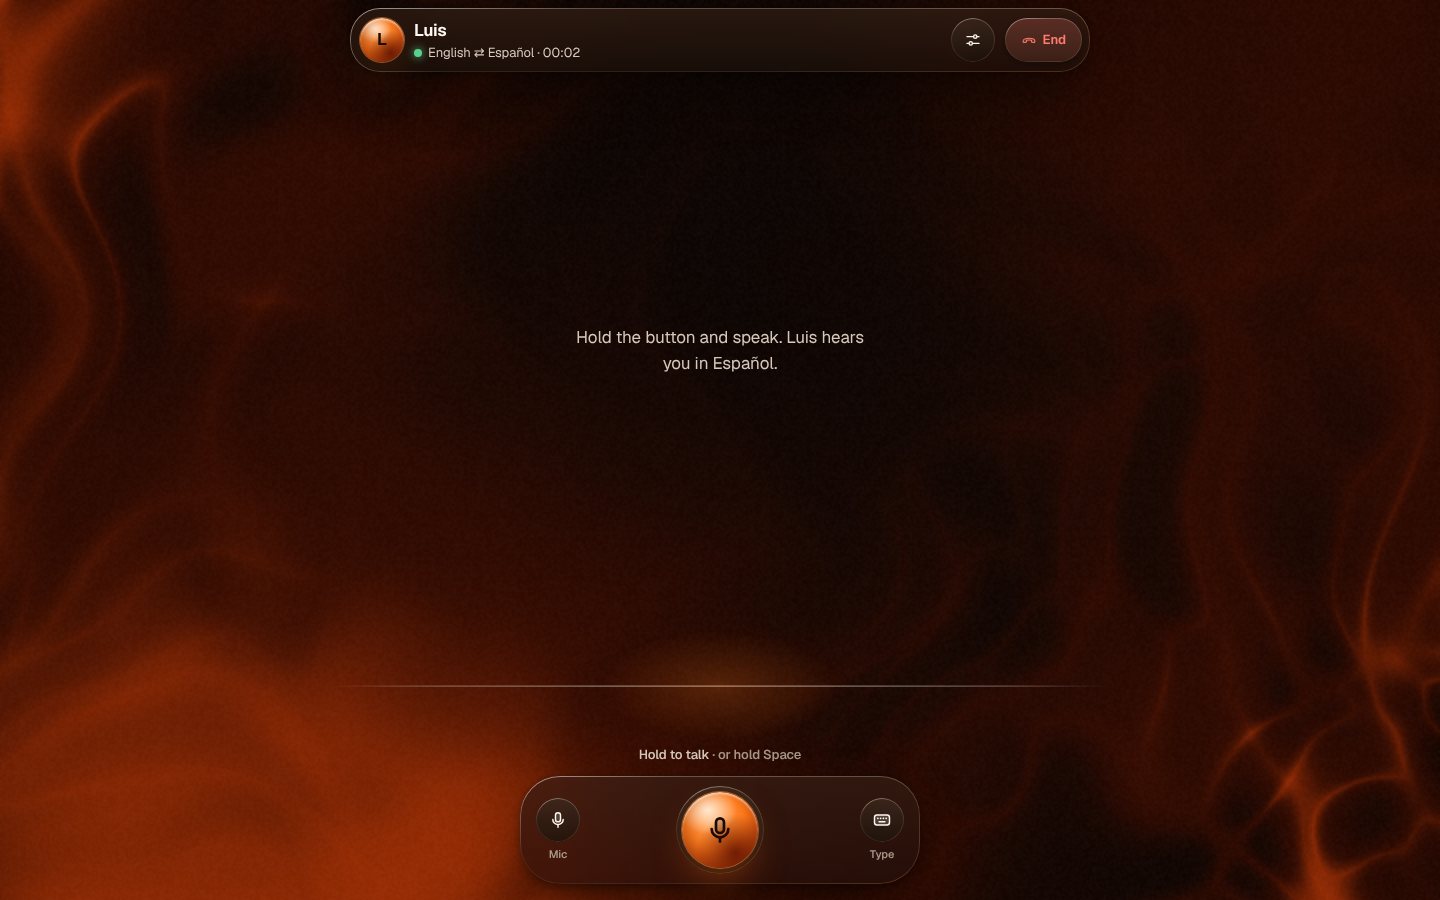 L
Luis
English ⇄ Español · 00:02
End
Hold the button and speak. Luis hears
you in Español.
Hold to talk · or hold Space
Mic
Type